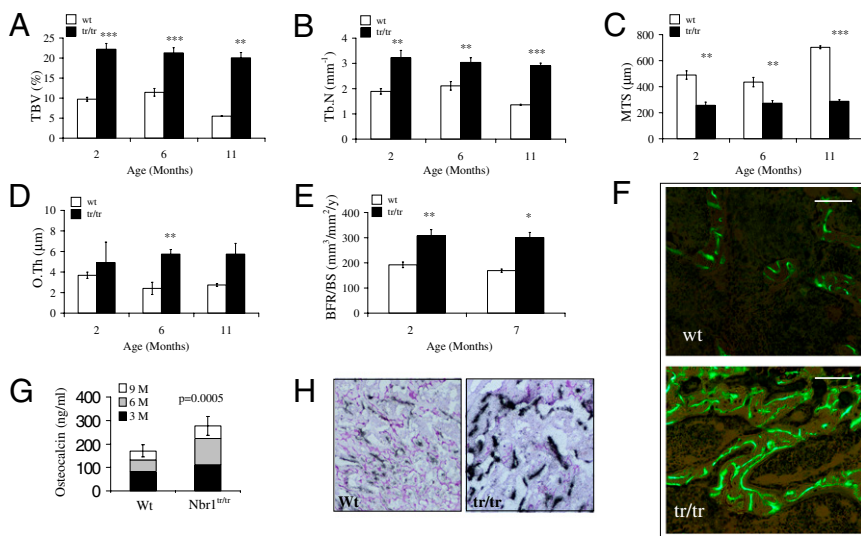 A
wt
tr/tr
TBV (%)
25
20
15
10
5
0
***
***
**
2
6
11
Age (Months)
B
wt
tr/tr
Tb.N (mm-1)
4
3
2
1
0
**
**
***
2
6
11
Age (Months)
C
wt
tr/tr
MTS (µm)
800
600
400
200
0
**
**
***
2
6
11
Age (Months)
D
wt
tr/tr
O.Th (µm)
10
8
6
4
2
0
**
2
6
11
Age (Months)
E
wt
tr/tr
BFR/BS (mm3/mm2/y)
400
300
200
100
0
**
*
2
7
Age (Months)
F
wt
tr/tr
G
9 M
6 M
3 M
Osteocalcin (ng/ml)
400
300
200
100
0
p=0.0005
Wt
Nbr1tr/tr
H
Wt
tr/tr